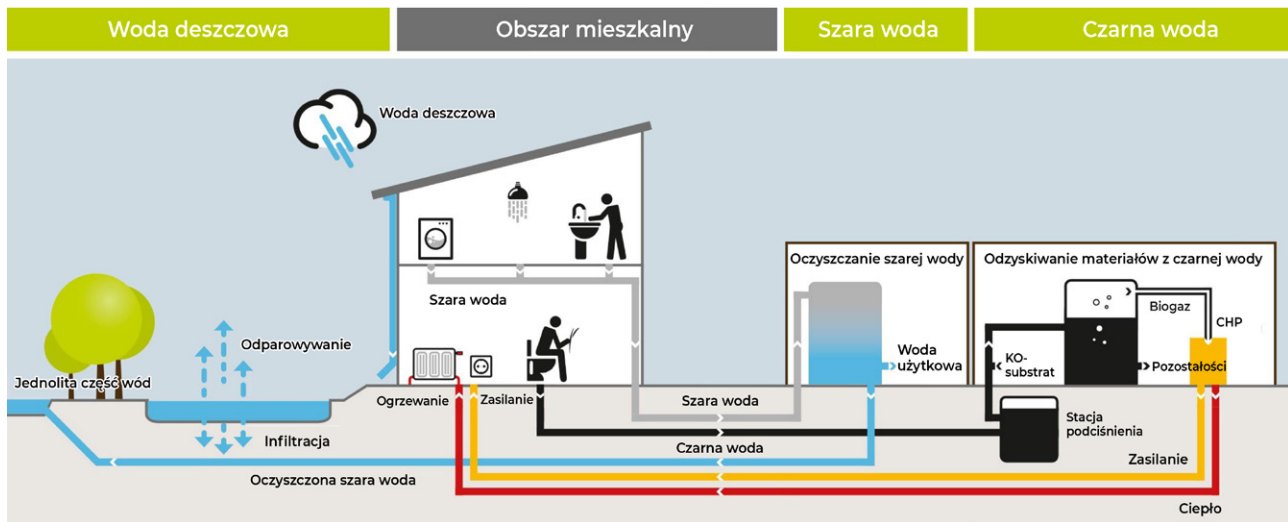 Woda deszczowa
Obszar mieszkalny
Szara woda
Czarna woda
Woda deszczowa
Oczyszczanie szarej wody
Odzyskiwanie materiałów z czarnej wody
Szara woda
Biogaz
CHP
Odparowywanie
Woda
użytkowa
KO-
substrat
Pozostałości
Jednolita część wód
Ogrzewanie
Zasilanie
Szara woda
Stacja
podciśnienia
Infiltracja
Czarna woda
Zasilanie
Oczyszczona szara woda
Ciepło